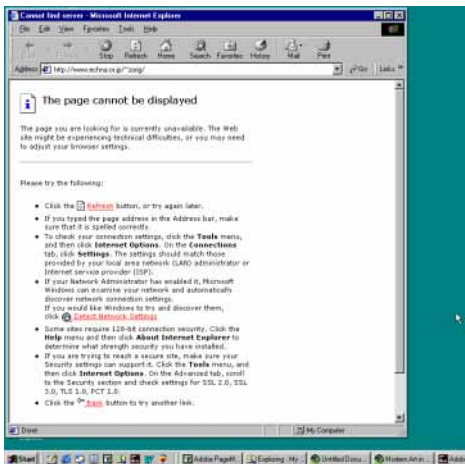 Cannot find server - Microsoft Internet Explorer
File Edit View Favorites Tools Help
Stop Refresh Home Search Favorites History Mail Print
Address http://www.echna.ne.jp/~zorg/ Go Links »
The page cannot be displayed
The page you are looking for is currently unavailable. The Web
site might be experiencing technical difficulties, or you may need
to adjust your browser settings.
Please try the following:
Click the Refresh button, or try again later.
If you typed the page address in the Address bar, make
sure that it is spelled correctly.
To check your connection settings, click the Tools menu,
and then click Internet Options. On the Connections
tab, click Settings. The settings should match those
provided by your local area network (LAN) administrator or
Internet service provider (ISP).
If your Network Administrator has enabled it, Microsoft
Windows can examine your network and automatically
discover network connection settings.
If you would like Windows to try and discover them,
click Detect Network Settings
Some sites require 128-bit connection security. Click the
Help menu and then click About Internet Explorer to
determine what strength security you have installed.
If you are trying to reach a secure site, make sure your
Security settings can support it. Click the Tools menu, and
then click Internet Options. On the Advanced tab, scroll
to the Security section and check settings for SSL 2.0, SSL
3.0, TLS 1.0, PCT 1.0.
Click the Back button to try another link.
Done My Computer
Start Adobe PageM... Exploring - My ... Untitled Docu... Modern Art in ... Adob